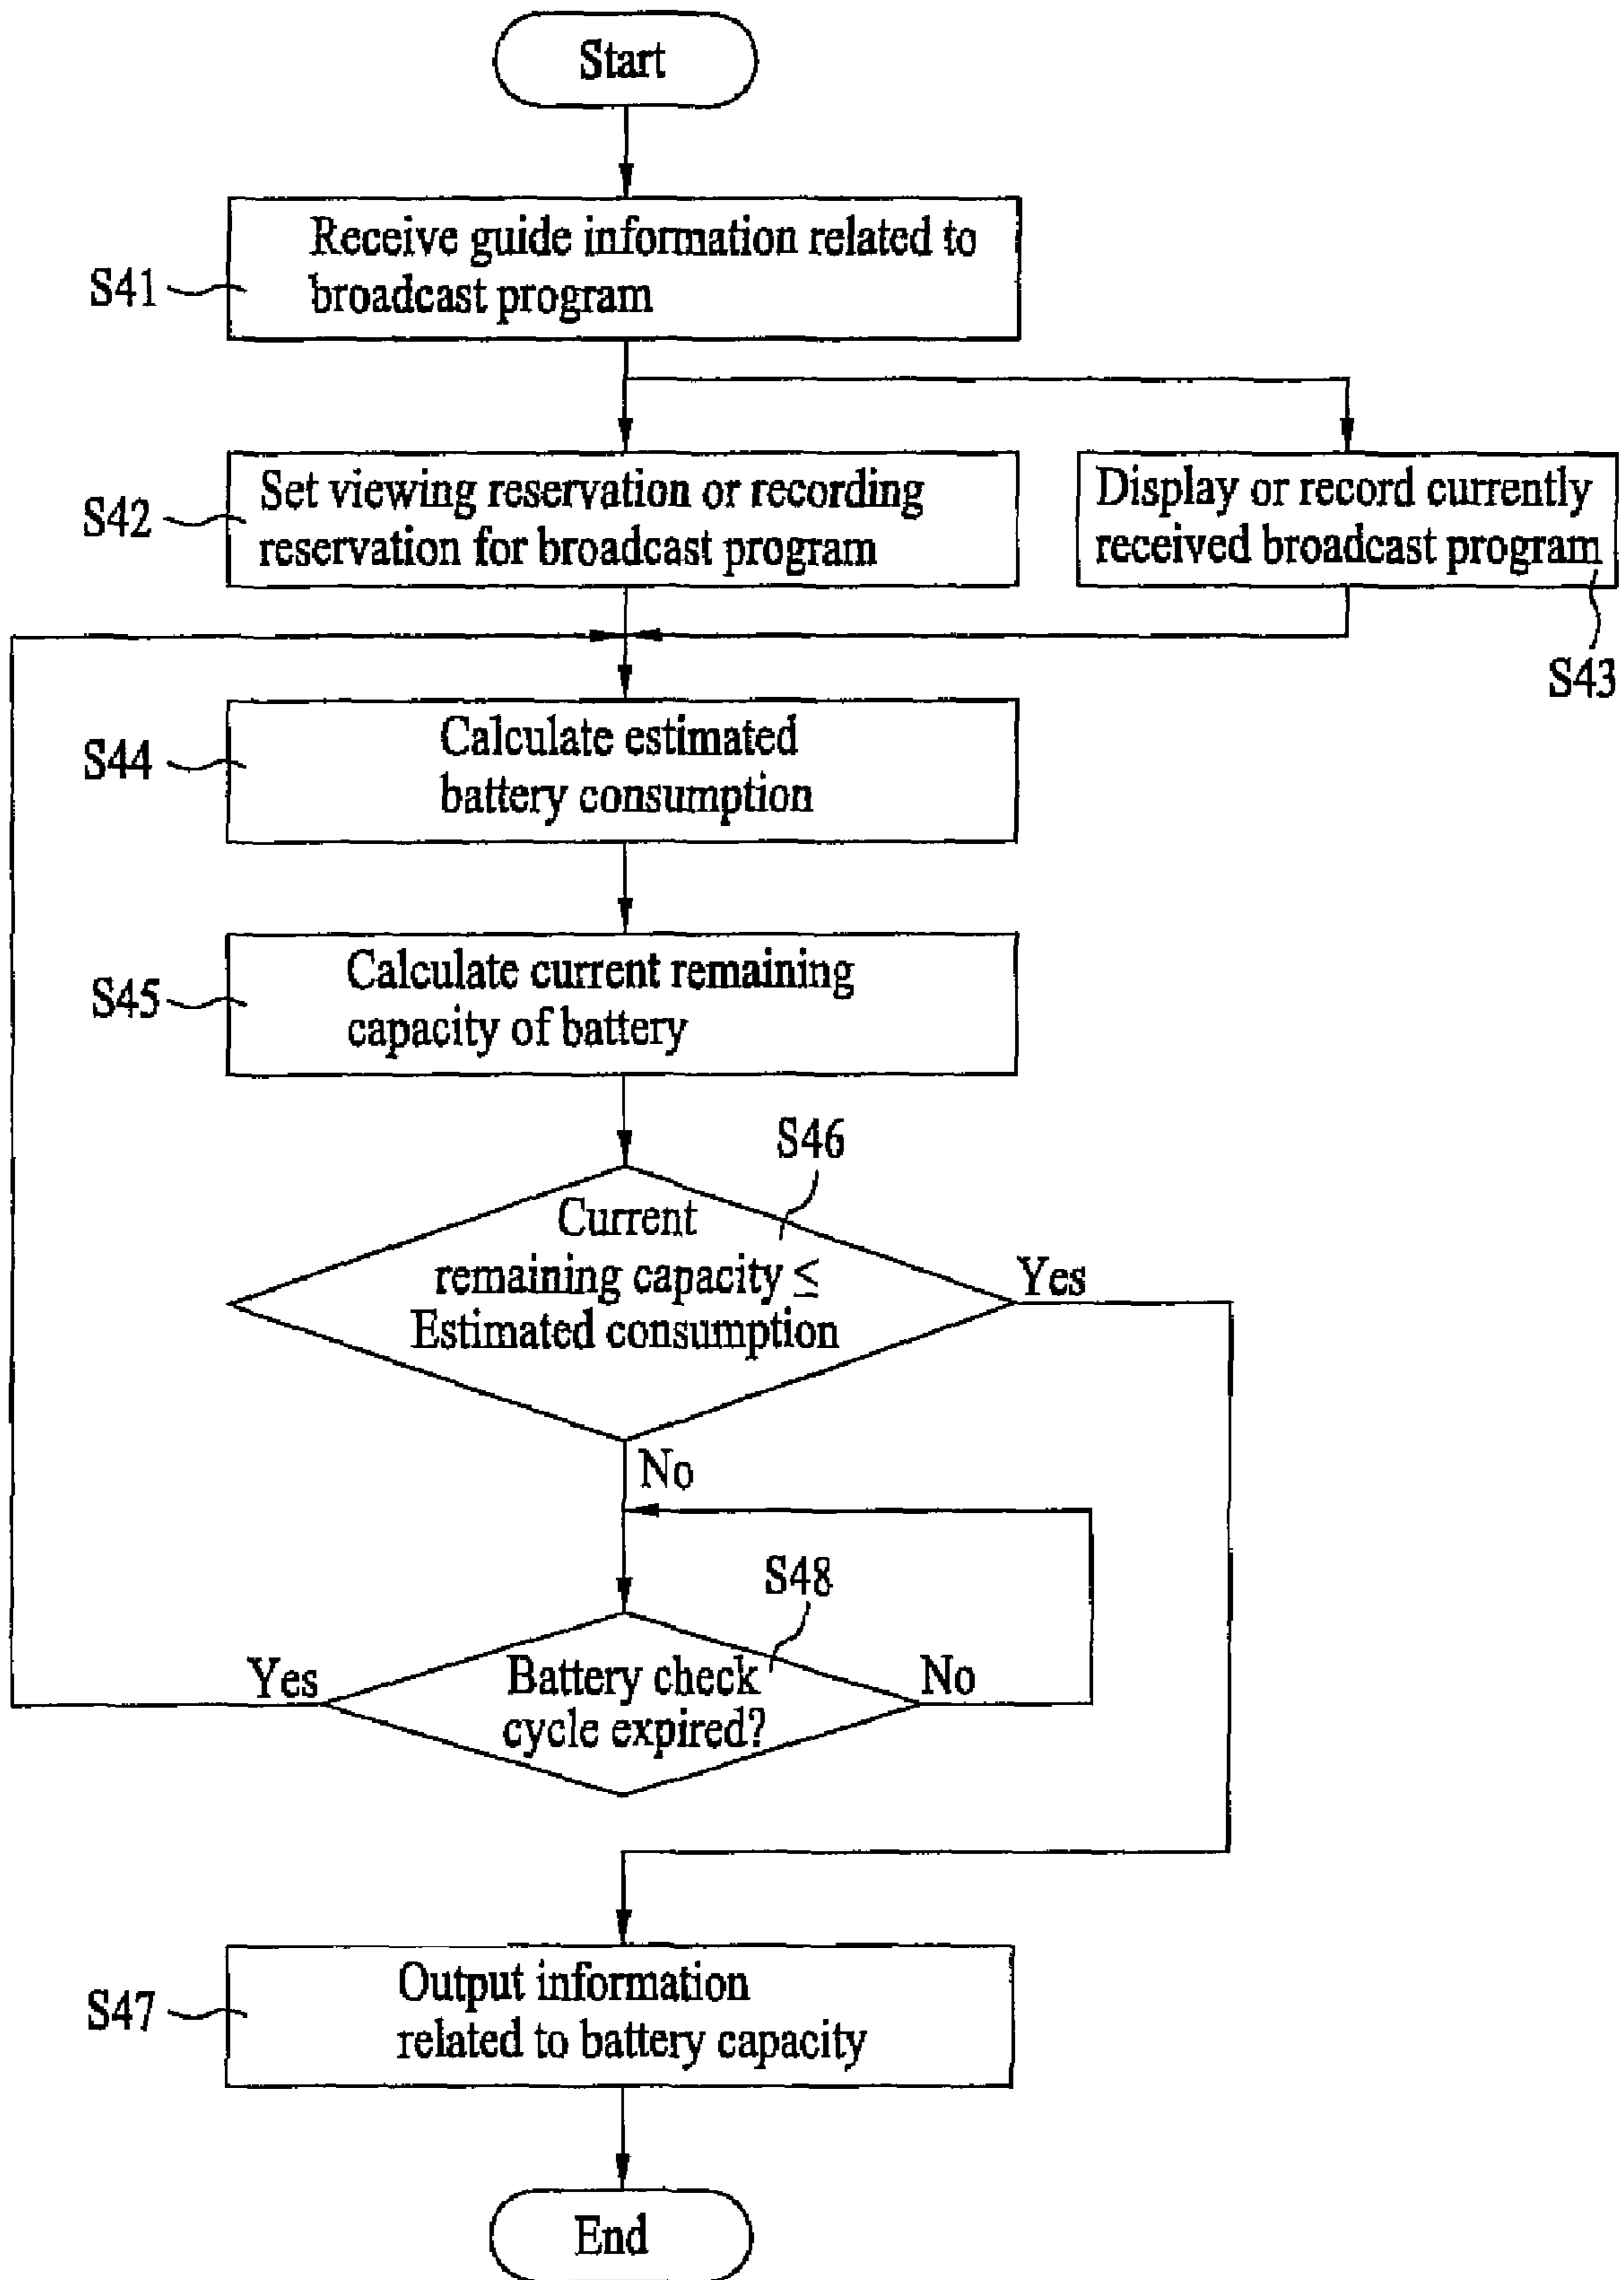 Start
Receive guide information related to
broadcast program
S41
Set viewing reservation or recording
reservation for broadcast program
S42
Display or record currently
received broadcast program
S43
Calculate estimated
battery consumption
S44
Calculate current remaining
capacity of battery
S45
S46
Current
remaining capacity ≤
Estimated consumption
Yes
No
S48
Battery check
cycle expired?
Yes
No
Output information
related to battery capacity
S47
End